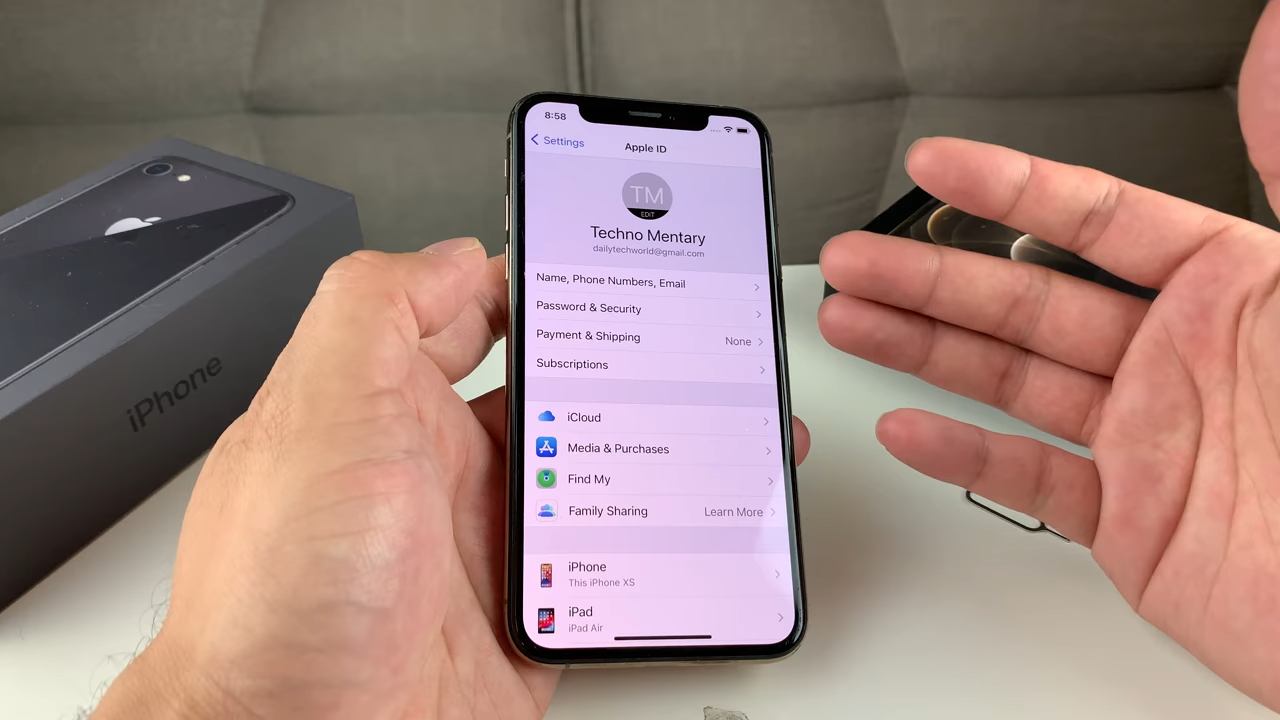 8:58
Settings
Apple ID
TM
EDIT
Techno Mentary
dailytechworld@gmail.com
Name, Phone Numbers, Email
Password & Security
Payment & Shipping None
Subscriptions
iCloud
Media & Purchases
Find My
Family Sharing Learn More
iPhone
This iPhone XS
iPad
iPad Air
iPhone